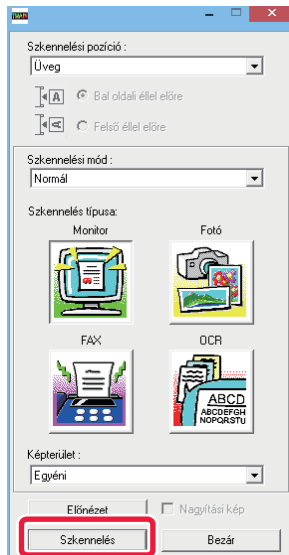 Szkennelési pozíció :
Üveg
A
Bal oldali éllel előre
A
Felső éllel előre
Szkennelési mód :
Normál
Szkennelés típusa:
Monitor
Fotó
FAX
OCR
ABCD
ABCDEFGH
NOPQRSTU
Képterület :
Egyéni
Előnézet
Nagyítási kép
Szkennelés
Bezár